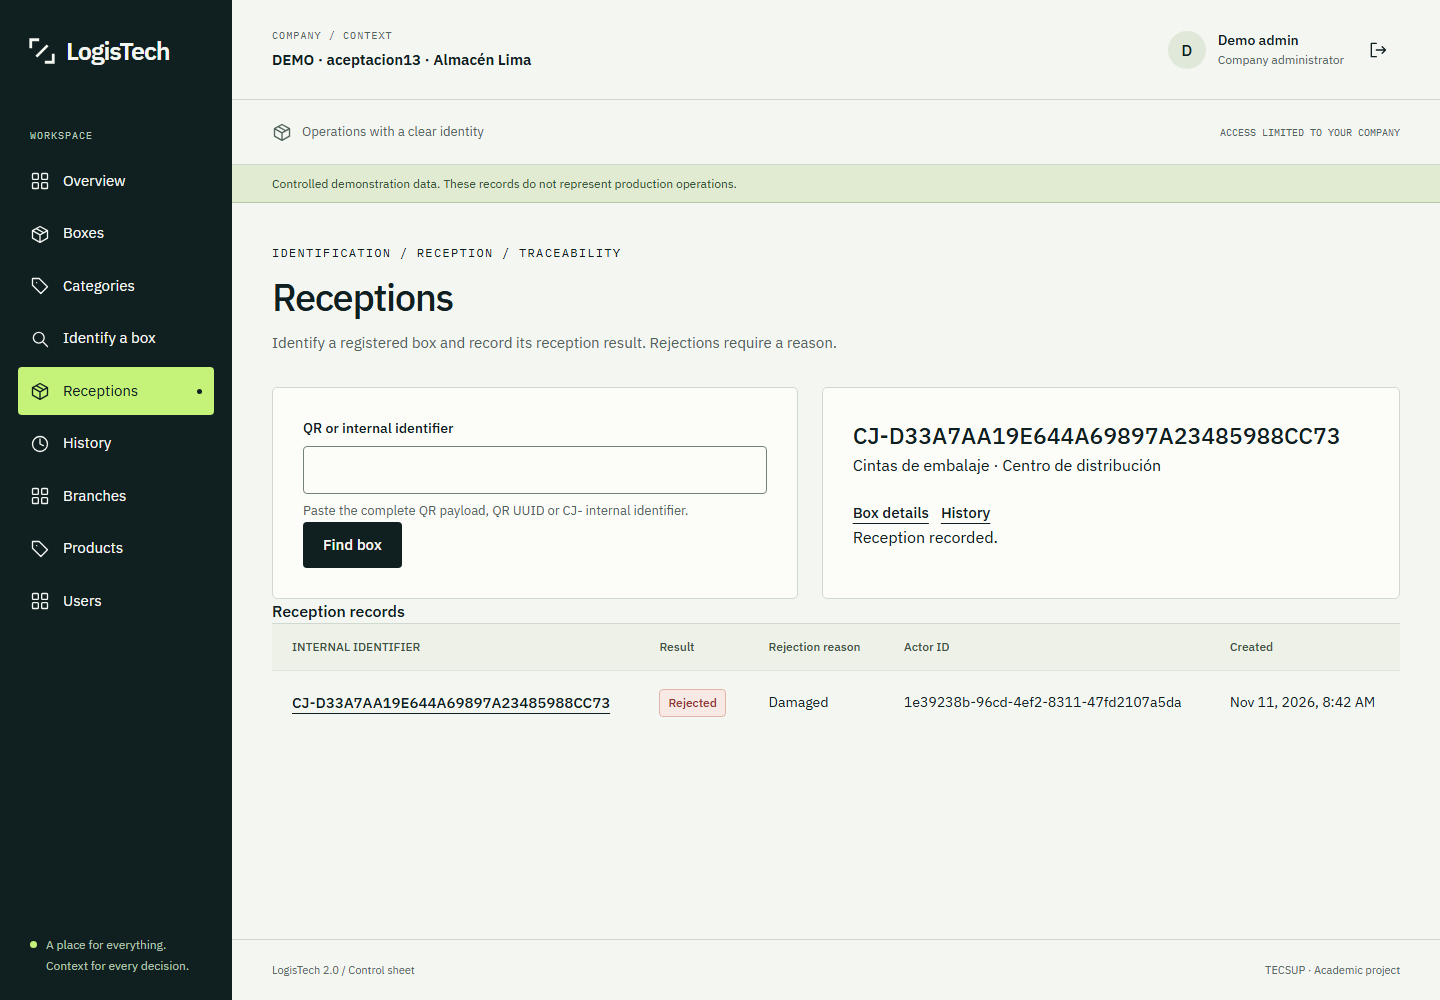 LogisTech
WORKSPACE
Overview
Boxes
Categories
Identify a box
Receptions
History
Branches
Products
Users
A place for everything.
Context for every decision.
COMPANY / CONTEXT
DEMO · aceptacion13 · Almacén Lima
D
Demo admin
Company administrator
Operations with a clear identity
ACCESS LIMITED TO YOUR COMPANY
Controlled demonstration data. These records do not represent production operations.
IDENTIFICATION / RECEPTION / TRACEABILITY
Receptions
Identify a registered box and record its reception result. Rejections require a reason.
QR or internal identifier
Paste the complete QR payload, QR UUID or CJ- internal identifier.
Find box
CJ-D33A7AA19E644A69897A23485988CC73
Cintas de embalaje · Centro de distribución
Box details History
Reception recorded.
Reception records
INTERNAL IDENTIFIER Result Rejection reason Actor ID Created
CJ-D33A7AA19E644A69897A23485988CC73 Rejected Damaged 1e39238b-96cd-4ef2-8311-47fd2107a5da Nov 11, 2026, 8:42 AM
LogisTech 2.0 / Control sheet
TECSUP · Academic project